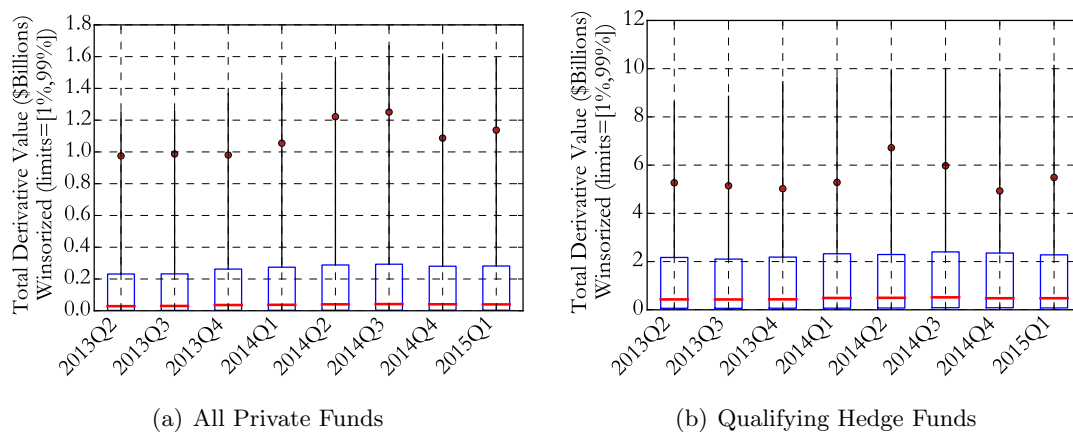 Total Derivative Value ($Billions)
Winsorized (limits=[1%,99%])
1.8
1.6
1.4
1.2
1.0
0.8
0.6
0.4
0.2
0.0
2013Q2
2013Q3
2013Q4
2014Q1
2014Q2
2014Q3
2014Q4
2015Q1
(a) All Private Funds
Total Derivative Value ($Billions)
Winsorized (limits=[1%,99%])
12
10
8
6
4
2
0
2013Q2
2013Q3
2013Q4
2014Q1
2014Q2
2014Q3
2014Q4
2015Q1
(b) Qualifying Hedge Funds